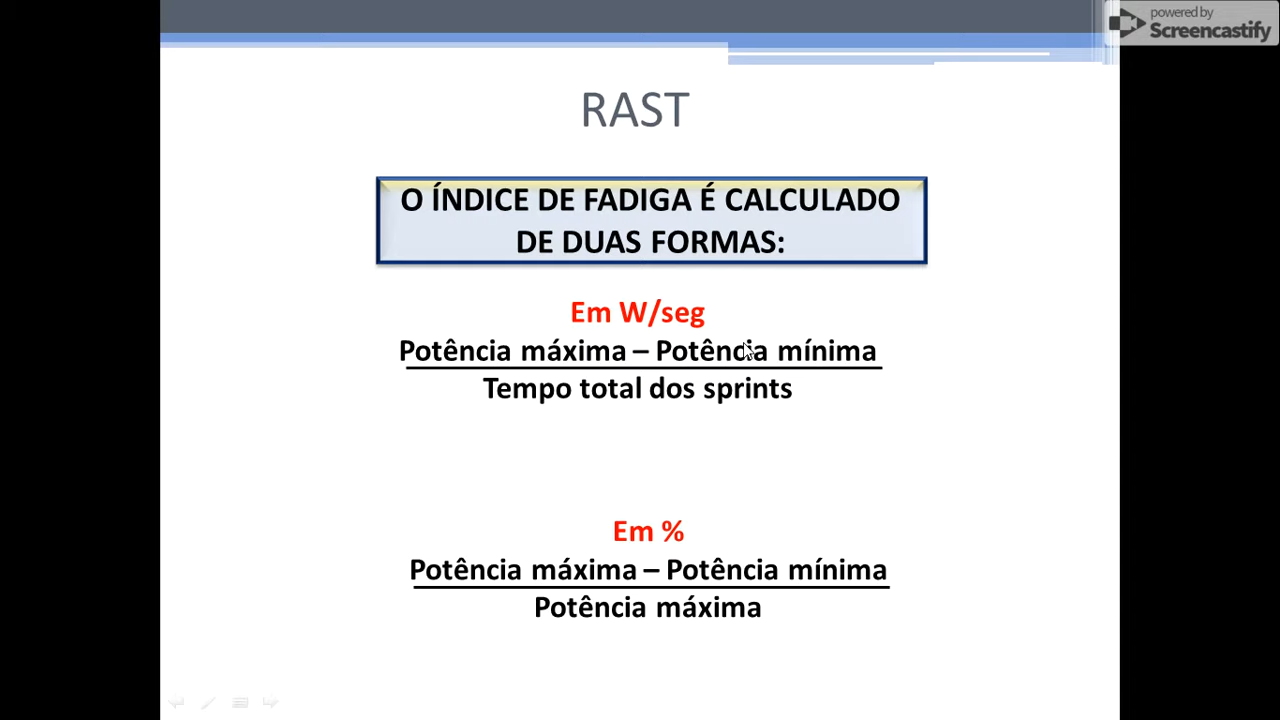 powered by
Screencastify
RAST
O ÍNDICE DE FADIGA É CALCULADO
DE DUAS FORMAS:
Em W/seg
Potência máxima – Potência mínima
Tempo total dos sprints
Em %
Potência máxima – Potência mínima
Potência máxima